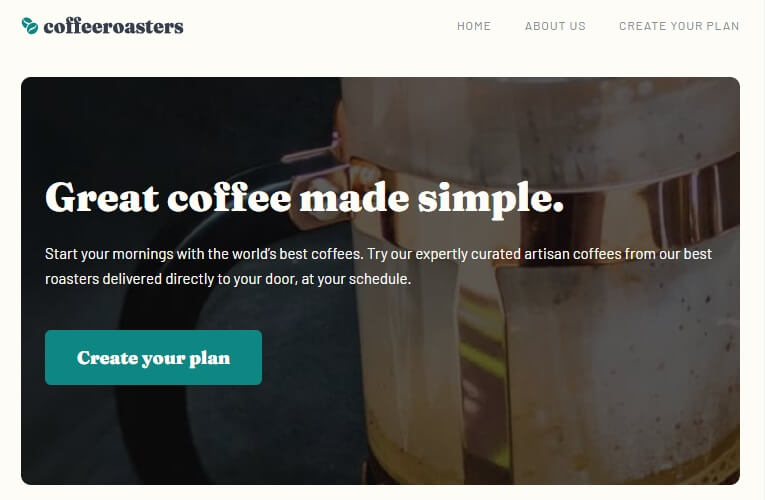 coffeeroasters
HOME
ABOUT US
CREATE YOUR PLAN
Great coffee made simple.
Start your mornings with the world’s best coffees. Try our expertly curated artisan coffees from our best
roasters delivered directly to your door, at your schedule.
Create your plan